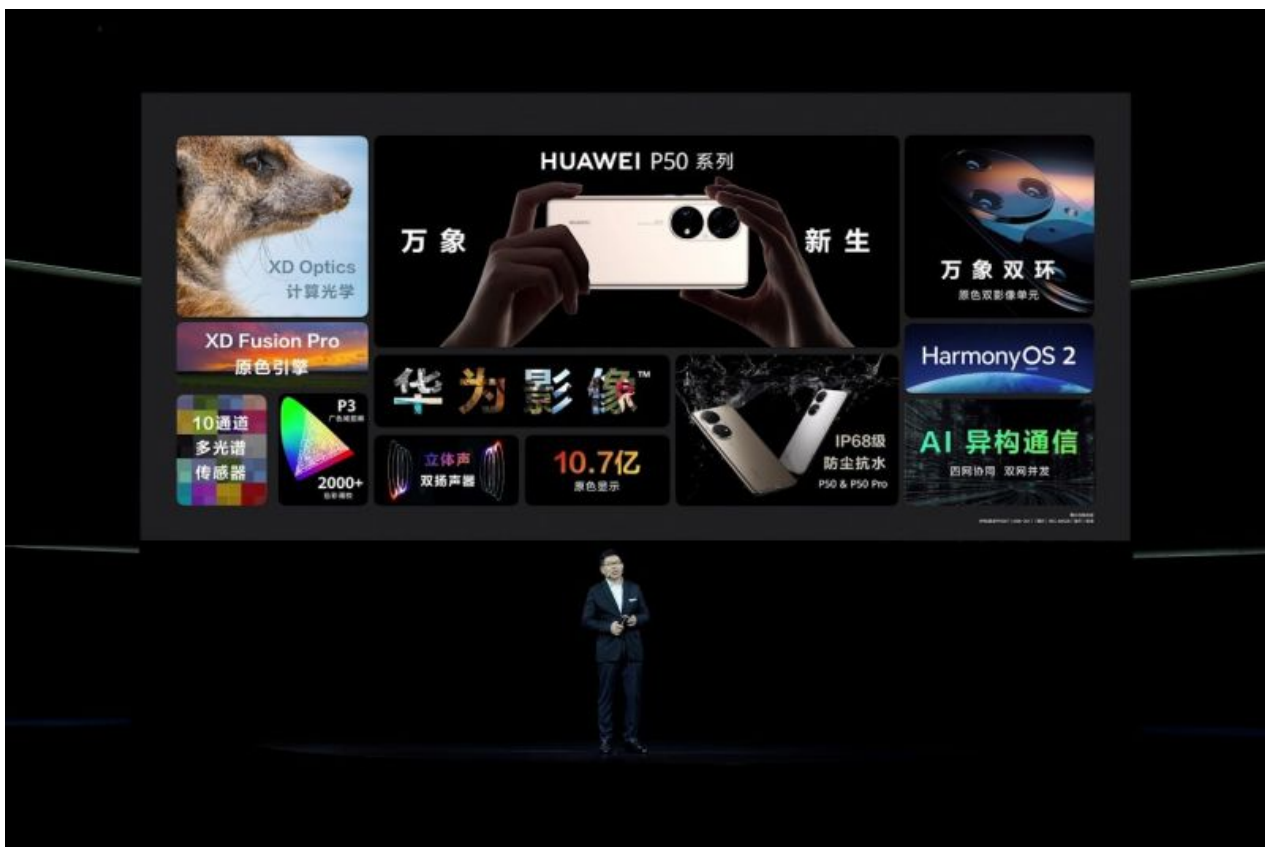 HUAWEI P50 系列
万象 新生
XD Optics
计算光学
万象双环
原色双影像单元
XD Fusion Pro
原色引擎
HarmonyOS 2
华为影像™
10通道
多光谱
传感器
P3
2000+
立体声
双扬声器
10.7亿
原色显示
IP68级
防尘抗水
P50 & P50 Pro
AI 异构通信
四网协同 双网并发